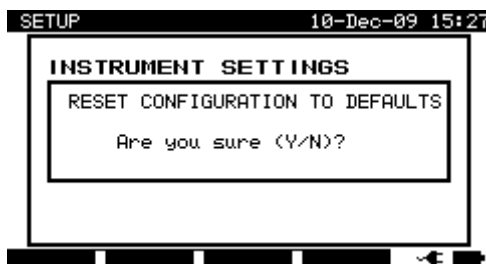 SETUP 10-Dec-09 15:27
INSTRUMENT SETTINGS
RESET CONFIGURATION TO DEFAULTS
Are you sure (Y/N)?